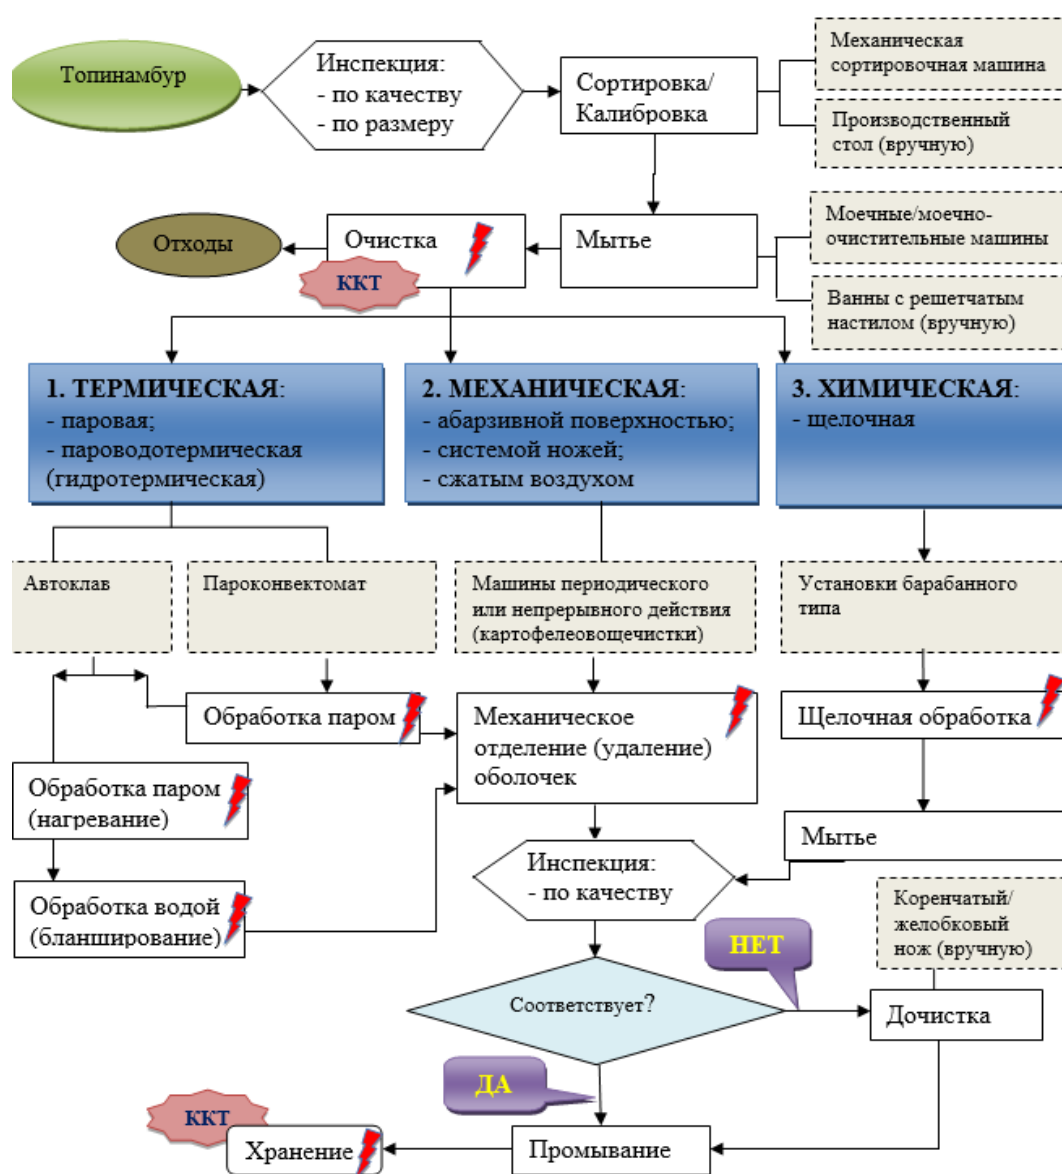 Топинамбур
Инспекция:
- по качеству
- по размеру
Сортировка/
Калибровка
Механическая
сортировочная машина
Производственный
стол (вручную)
Отходы
Очистка
ККТ
Мытье
Моечные/моечно-
очистительные машины
Ванны с решетчатым
настилом (вручную)
1. ТЕРМИЧЕСКАЯ:
- паровая;
- пароводотермическая
(гидротермическая)
2. МЕХАНИЧЕСКАЯ:
- абарзивной поверхностью;
- системой ножей;
- сжатым воздухом
3. ХИМИЧЕСКАЯ:
- щелочная
Автоклав
Пароконвектомат
Машины периодического
или непрерывного действия
(картофелеовощечистки)
Установки барабанного
типа
Обработка паром
Механическое
отделение (удаление)
оболочек
Щелочная обработка
Обработка паром
(нагревание)
Мытье
Инспекция:
- по качеству
Обработка водой
(бланширование)
Коренчатый/
желобковый
нож (вручную)
НЕТ
Соответствует?
Дочистка
ДА
ККТ
Хранение
Промывание